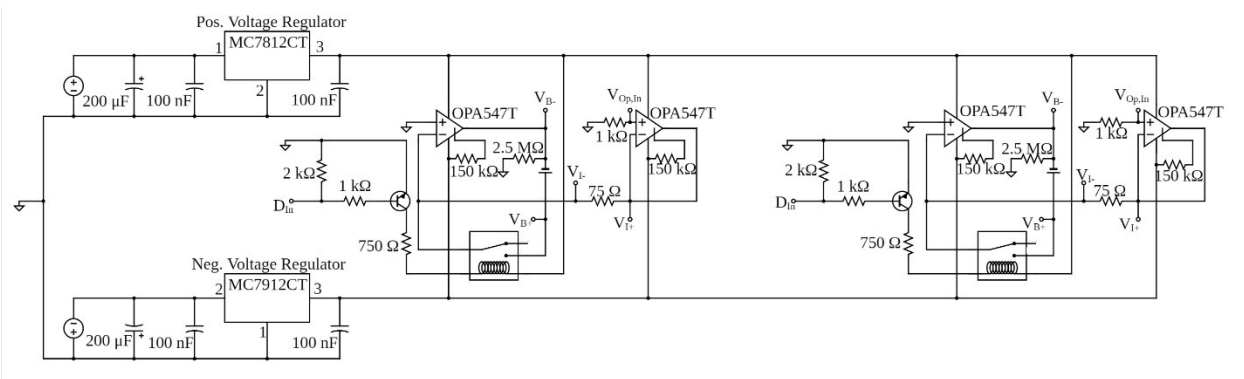 Pos. Voltage Regulator
1 MC7812CT 3
2
200 μF 100 nF 100 nF
OPA547T
V_B-
V_Op,In
OPA547T
1 kΩ
2.5 MΩ
150 kΩ
150 kΩ
2 kΩ
1 kΩ
D_In
V_I-
75 Ω
V_B+
V_I+
750 Ω
OPA547T
V_B-
V_Op,In
OPA547T
1 kΩ
2.5 MΩ
150 kΩ
150 kΩ
2 kΩ
1 kΩ
D_In
V_I-
75 Ω
V_B+
V_I+
750 Ω
Neg. Voltage Regulator
2 MC7912CT 3
1
200 μF 100 nF 100 nF